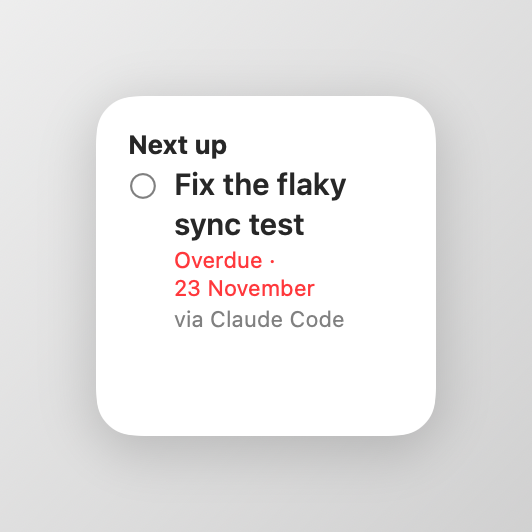 Next up
Fix the flaky
sync test
Overdue ·
23 November
via Claude Code